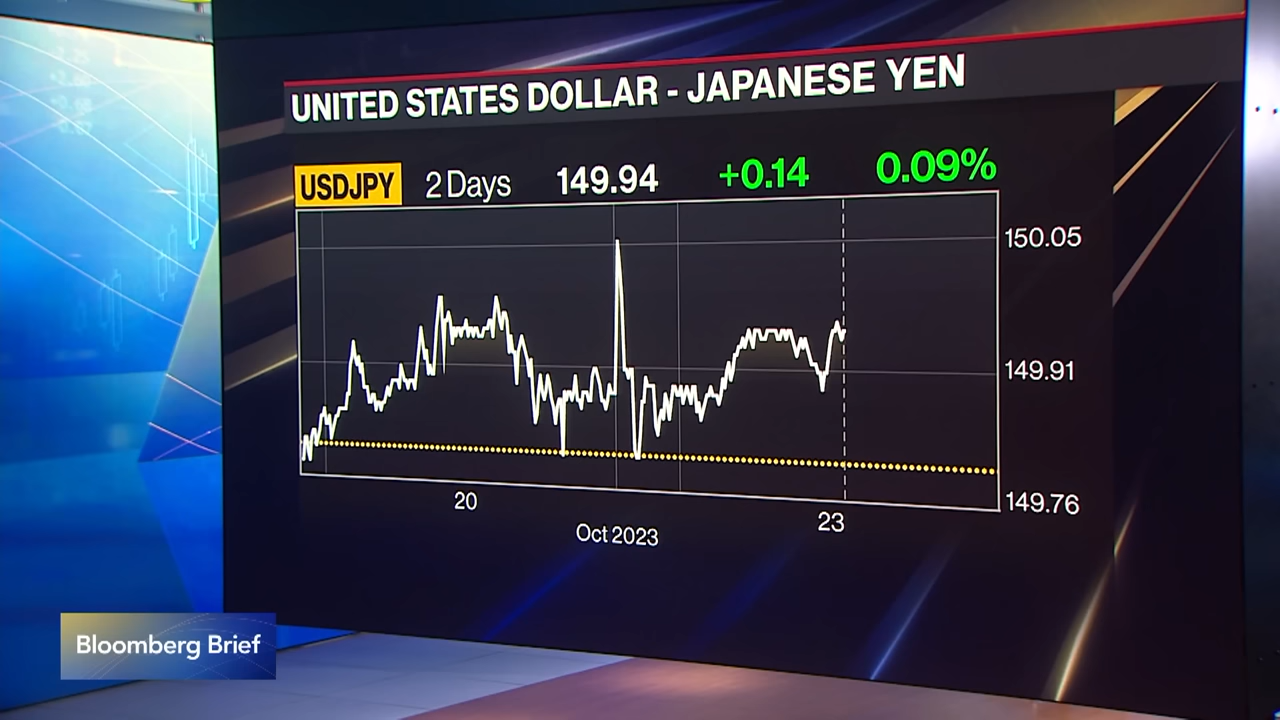 UNITED STATES DOLLAR - JAPANESE YEN
USDJPY 2 Days 149.94 +0.14 0.09%
150.05
149.91
149.76
20 23
Oct 2023
Bloomberg Brief